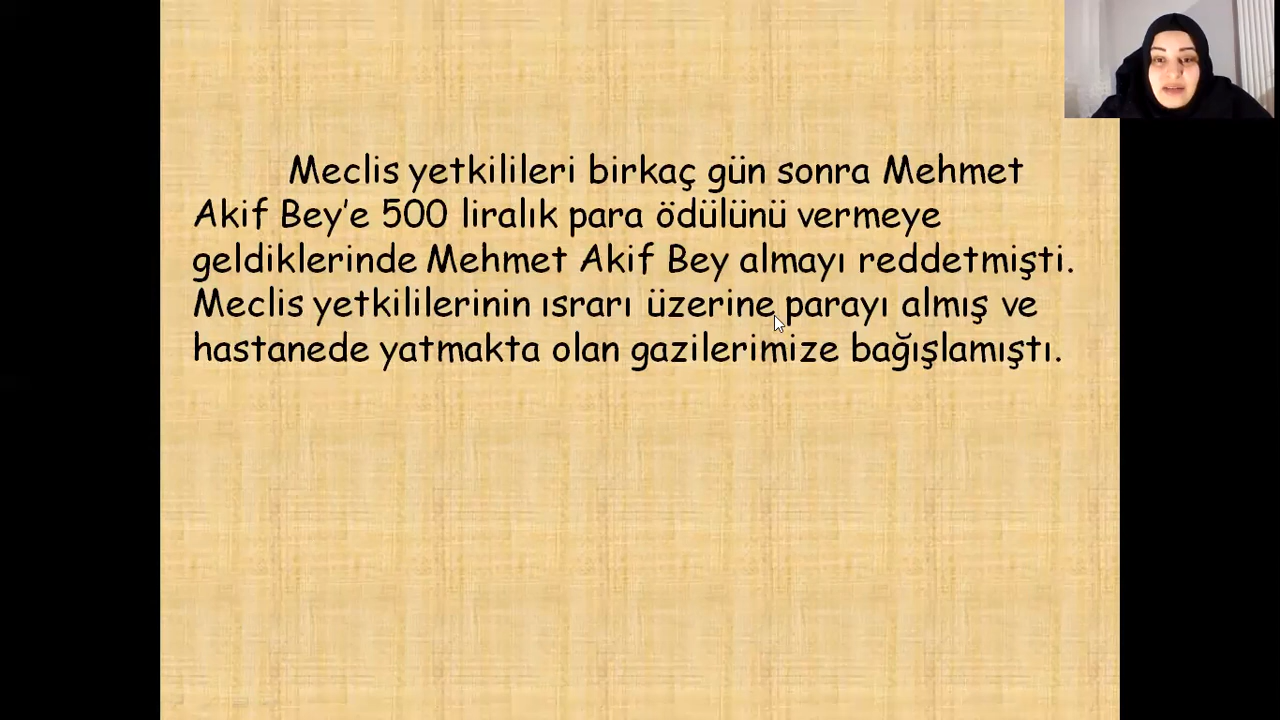 Meclis yetkilileri birkaç gün sonra Mehmet
Akif Bey’e 500 liralık para ödülünü vermeye
geldiklerinde Mehmet Akif Bey almayı reddetmişti.
Meclis yetkililerinin ısrarı üzerine parayı almış ve
hastanede yatmakta olan gazilerimize bağışlamıştı.